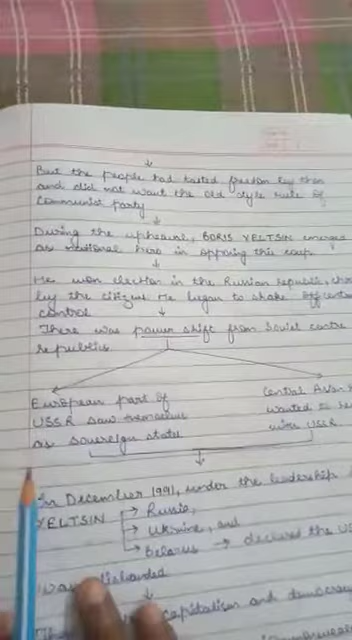 But the people had tasted freedom by then
and did not want the old style rule of
Communist party
During the upheaval, BORIS YELTSIN emerged
as national hero in opposing this coup
He won election in the Russian republic,
by the citizens He began to shake off
control
There was power shift from Soviet centre
republics
European part of
USSR saw themselves
as sovereign states
Central Asian
wanted to
with USSR
In December 1991, under the leadership
YELTSIN → Russia,
→ Ukraine, and
→ Belarus → declared the
was disbanded
capitalism and democracy